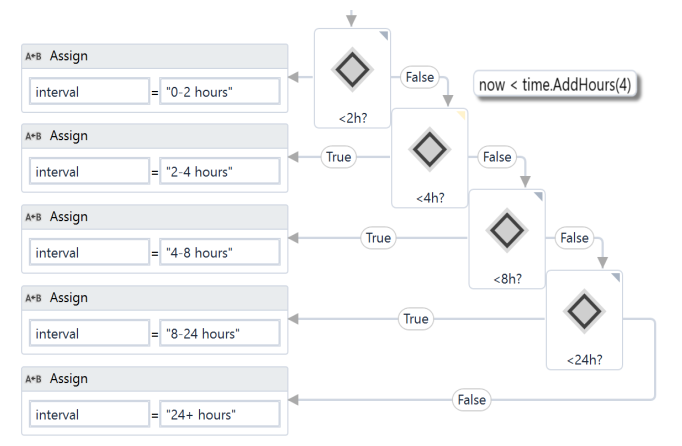 A+B Assign
interval = "0-2 hours"
<2h?
False
now < time.AddHours(4)
A+B Assign
interval = "2-4 hours"
True
<4h?
False
A+B Assign
interval = "4-8 hours"
True
<8h?
False
A+B Assign
interval = "8-24 hours"
True
<24h?
A+B Assign
interval = "24+ hours"
False